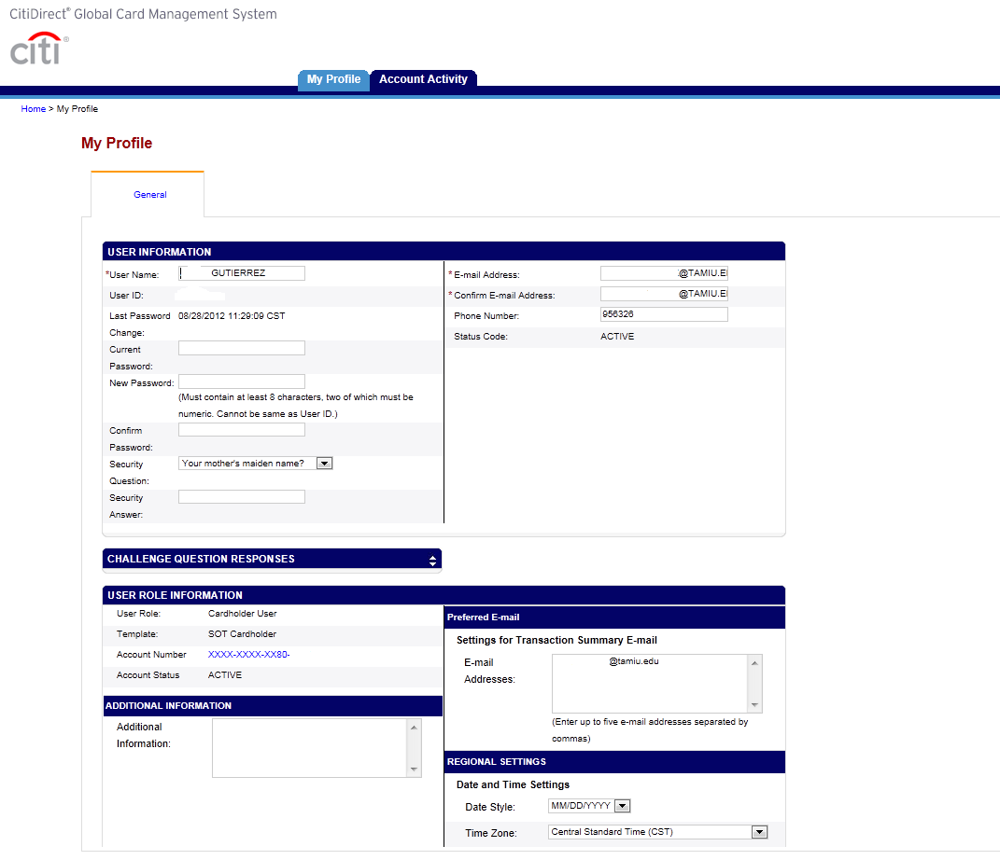 CitiDirect® Global Card Management System
citi®
My Profile Account Activity
Home > My Profile
My Profile
General
USER INFORMATION
*User Name: GUTIERREZ
User ID:
Last Password Change: 08/28/2012 11:29:09 CST
Current Password:
New Password:
(Must contain at least 8 characters, two of which must be
numeric. Cannot be same as User ID.)
Confirm Password:
Security Question: Your mother's maiden name?
Security Answer:
* E-mail Address: @TAMIU.E
* Confirm E-mail Address: @TAMIU.E
Phone Number: 956326
Status Code: ACTIVE
CHALLENGE QUESTION RESPONSES
USER ROLE INFORMATION
User Role: Cardholder User
Template: SOT Cardholder
Account Number XXXX-XXXX-XX80-
Account Status ACTIVE
ADDITIONAL INFORMATION
Additional Information:
Preferred E-mail
Settings for Transaction Summary E-mail
E-mail Addresses: @tamiu.edu
(Enter up to five e-mail addresses separated by
commas)
REGIONAL SETTINGS
Date and Time Settings
Date Style: MM/DD/YYYY
Time Zone: Central Standard Time (CST)